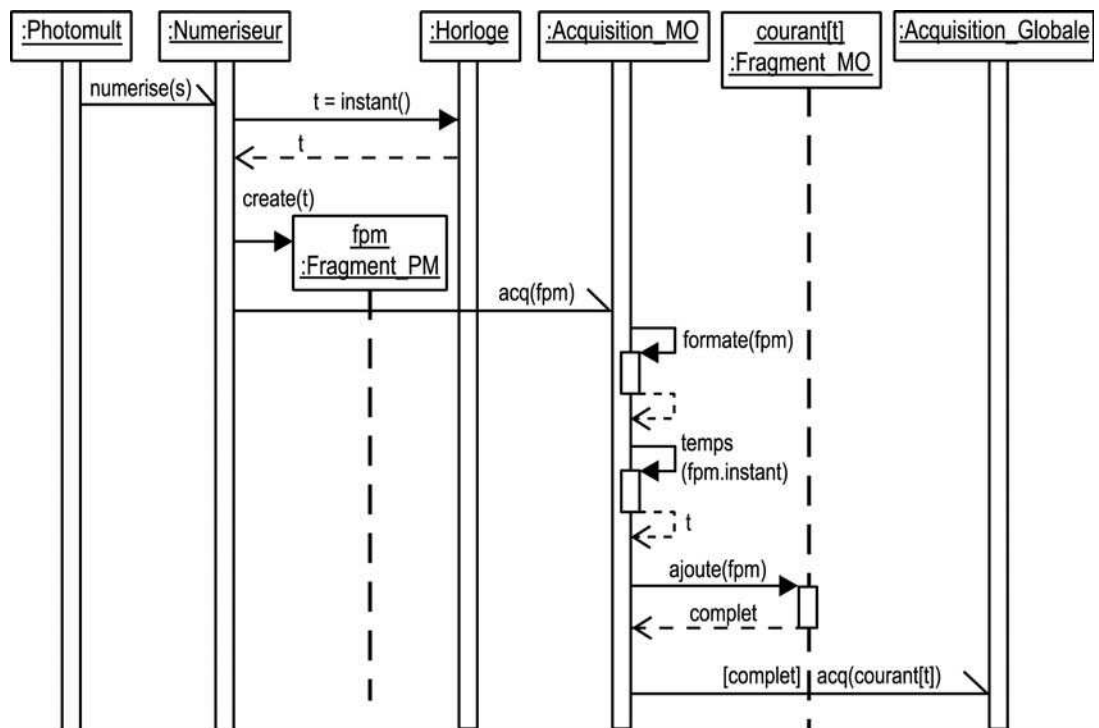 :Photomult
:Numeriseur
:Horloge
:Acquisition_MO
courant[t]
:Fragment_MO
:Acquisition_Globale
numerise(s)
t = instant()
t
create(t)
fpm
:Fragment_PM
acq(fpm)
formate(fpm)
temps
(fpm.instant)
t
ajoute(fpm)
complet
[complet] acq(courant[t])